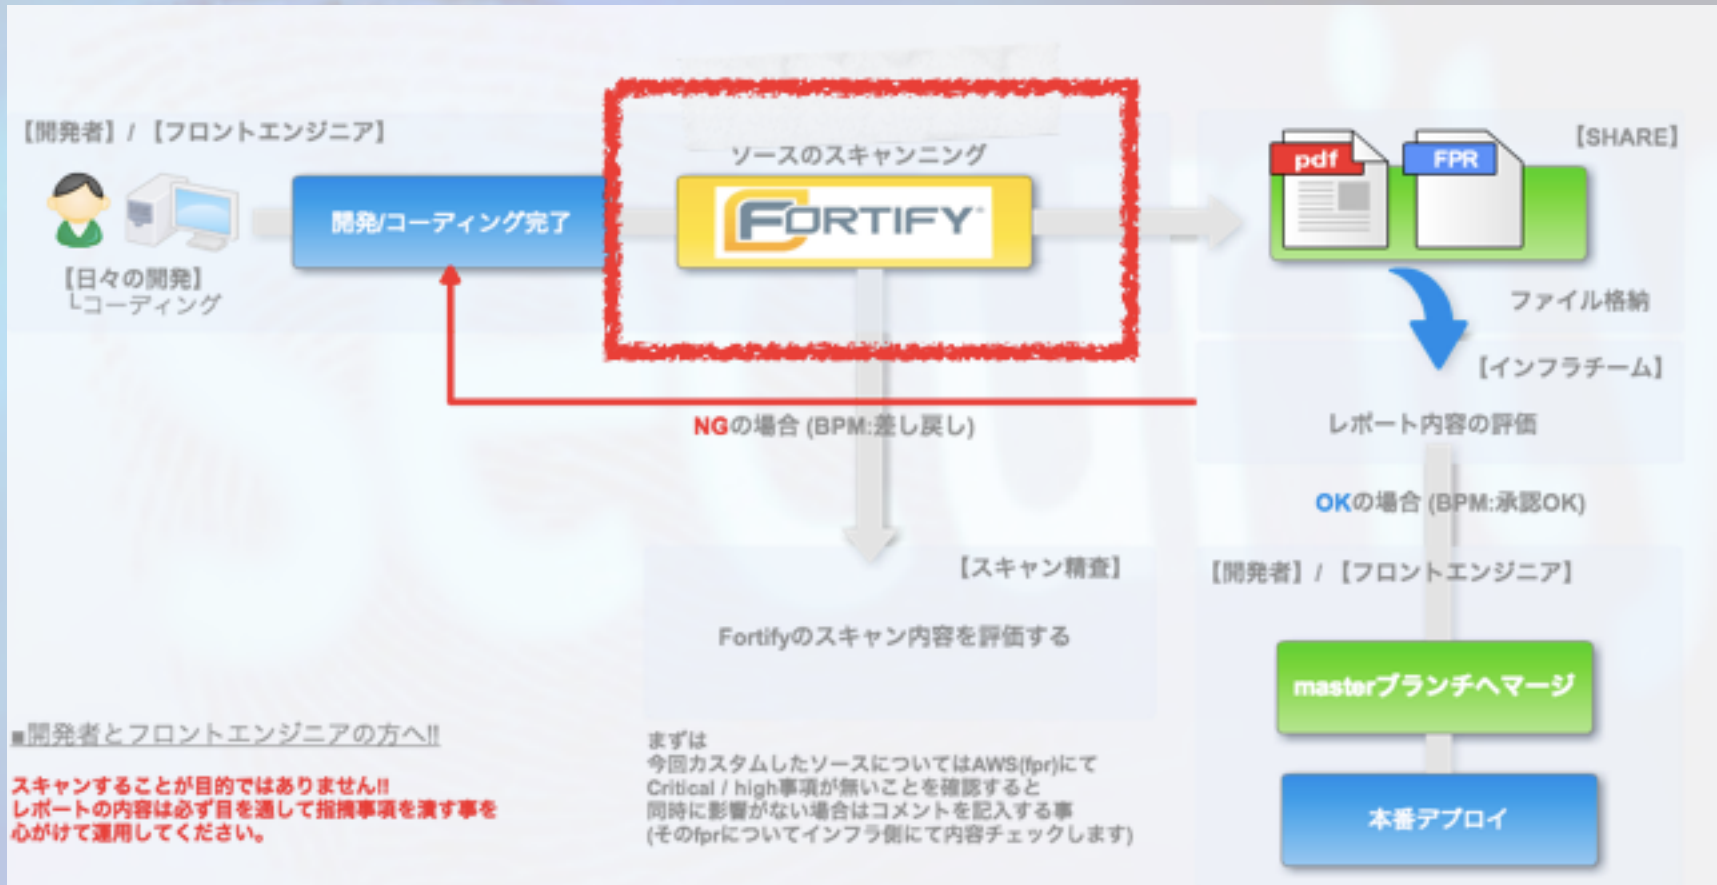 【開発者】/【フロントエンジニア】
【日々の開発】
└コーディング
開発/コーディング完了
ソースのスキャンニング
FORTIFY
pdf
FPR
【SHARE】
ファイル格納
【インフラチーム】
レポート内容の評価
NGの場合 (BPM:差し戻し)
OKの場合 (BPM:承認OK)
【スキャン精査】
Fortifyのスキャン内容を評価する
【開発者】/【フロントエンジニア】
masterブランチへマージ
本番デプロイ
■開発者とフロントエンジニアの方へ!!
スキャンすることが目的ではありません!!
レポートの内容は必ず目を通して指摘事項を潰す事を
心がけて運用してください。
まずは
今回カスタムしたソースについてはAWS(fpr)にて
Critical / high事項が無いことを確認すると
同時に影響がない場合はコメントを記入する事
(そのfprについてインフラ側にて内容チェックします)